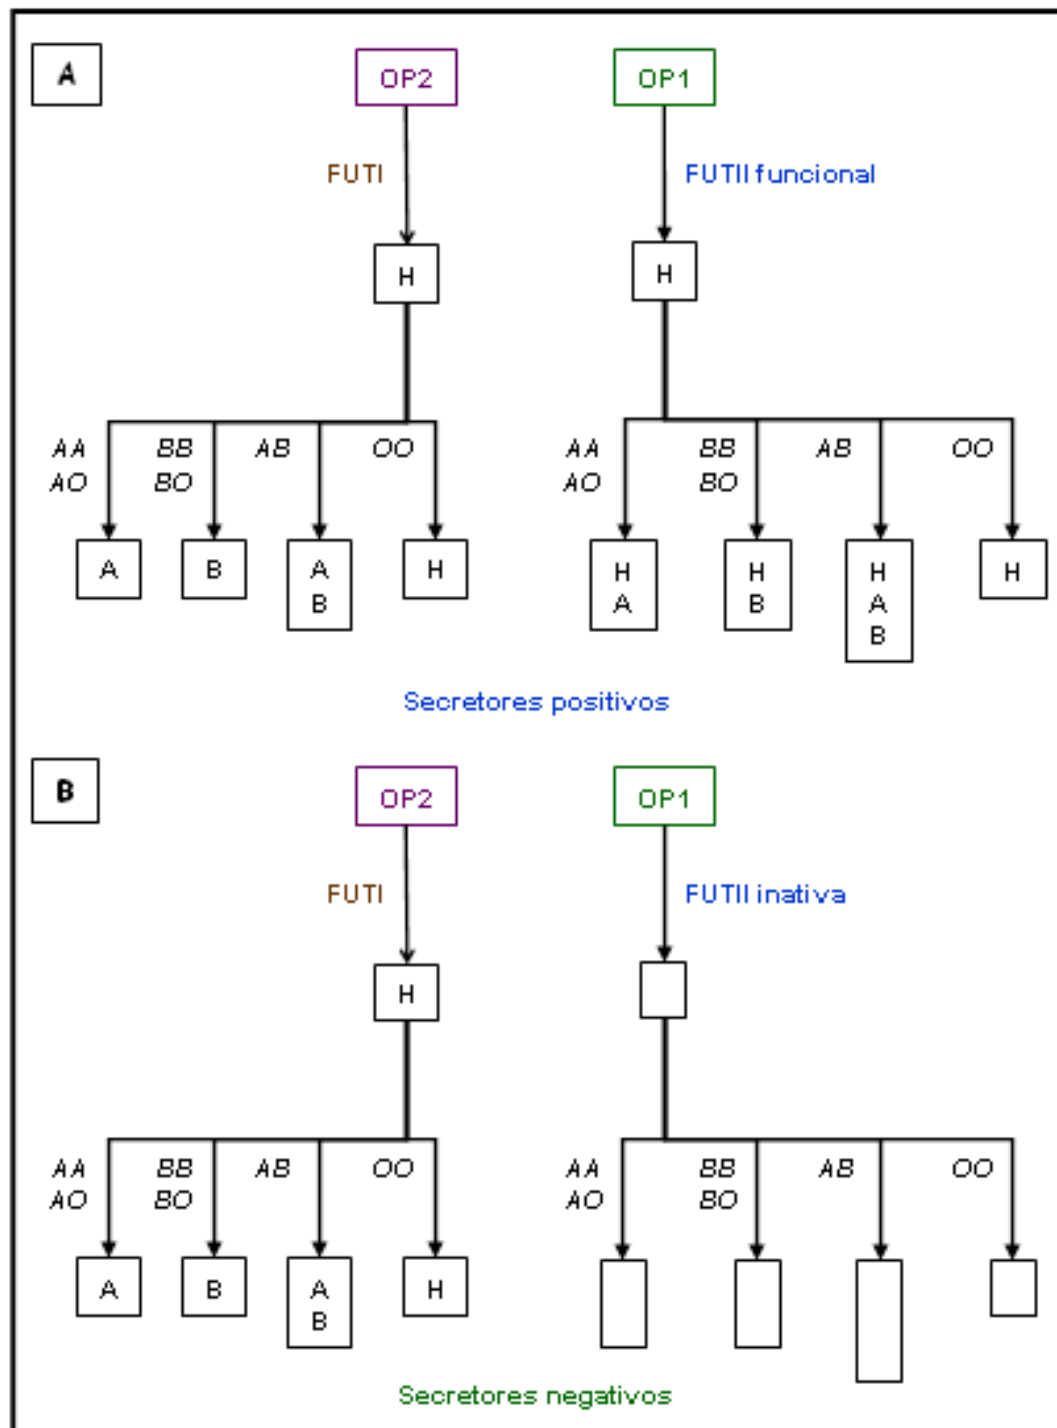 A
OP2 OP1
FUTI FUTII funcional
H H
AA BB AB OO AA BB AB OO
AO BO AO BO
A B A H H H H H
B A B A
B
Secretores positivos
B
OP2 OP1
FUTI FUTII inativa
H
AA BB AB OO AA BB AB OO
AO BO AO BO
A B A H
B
Secretores negativos